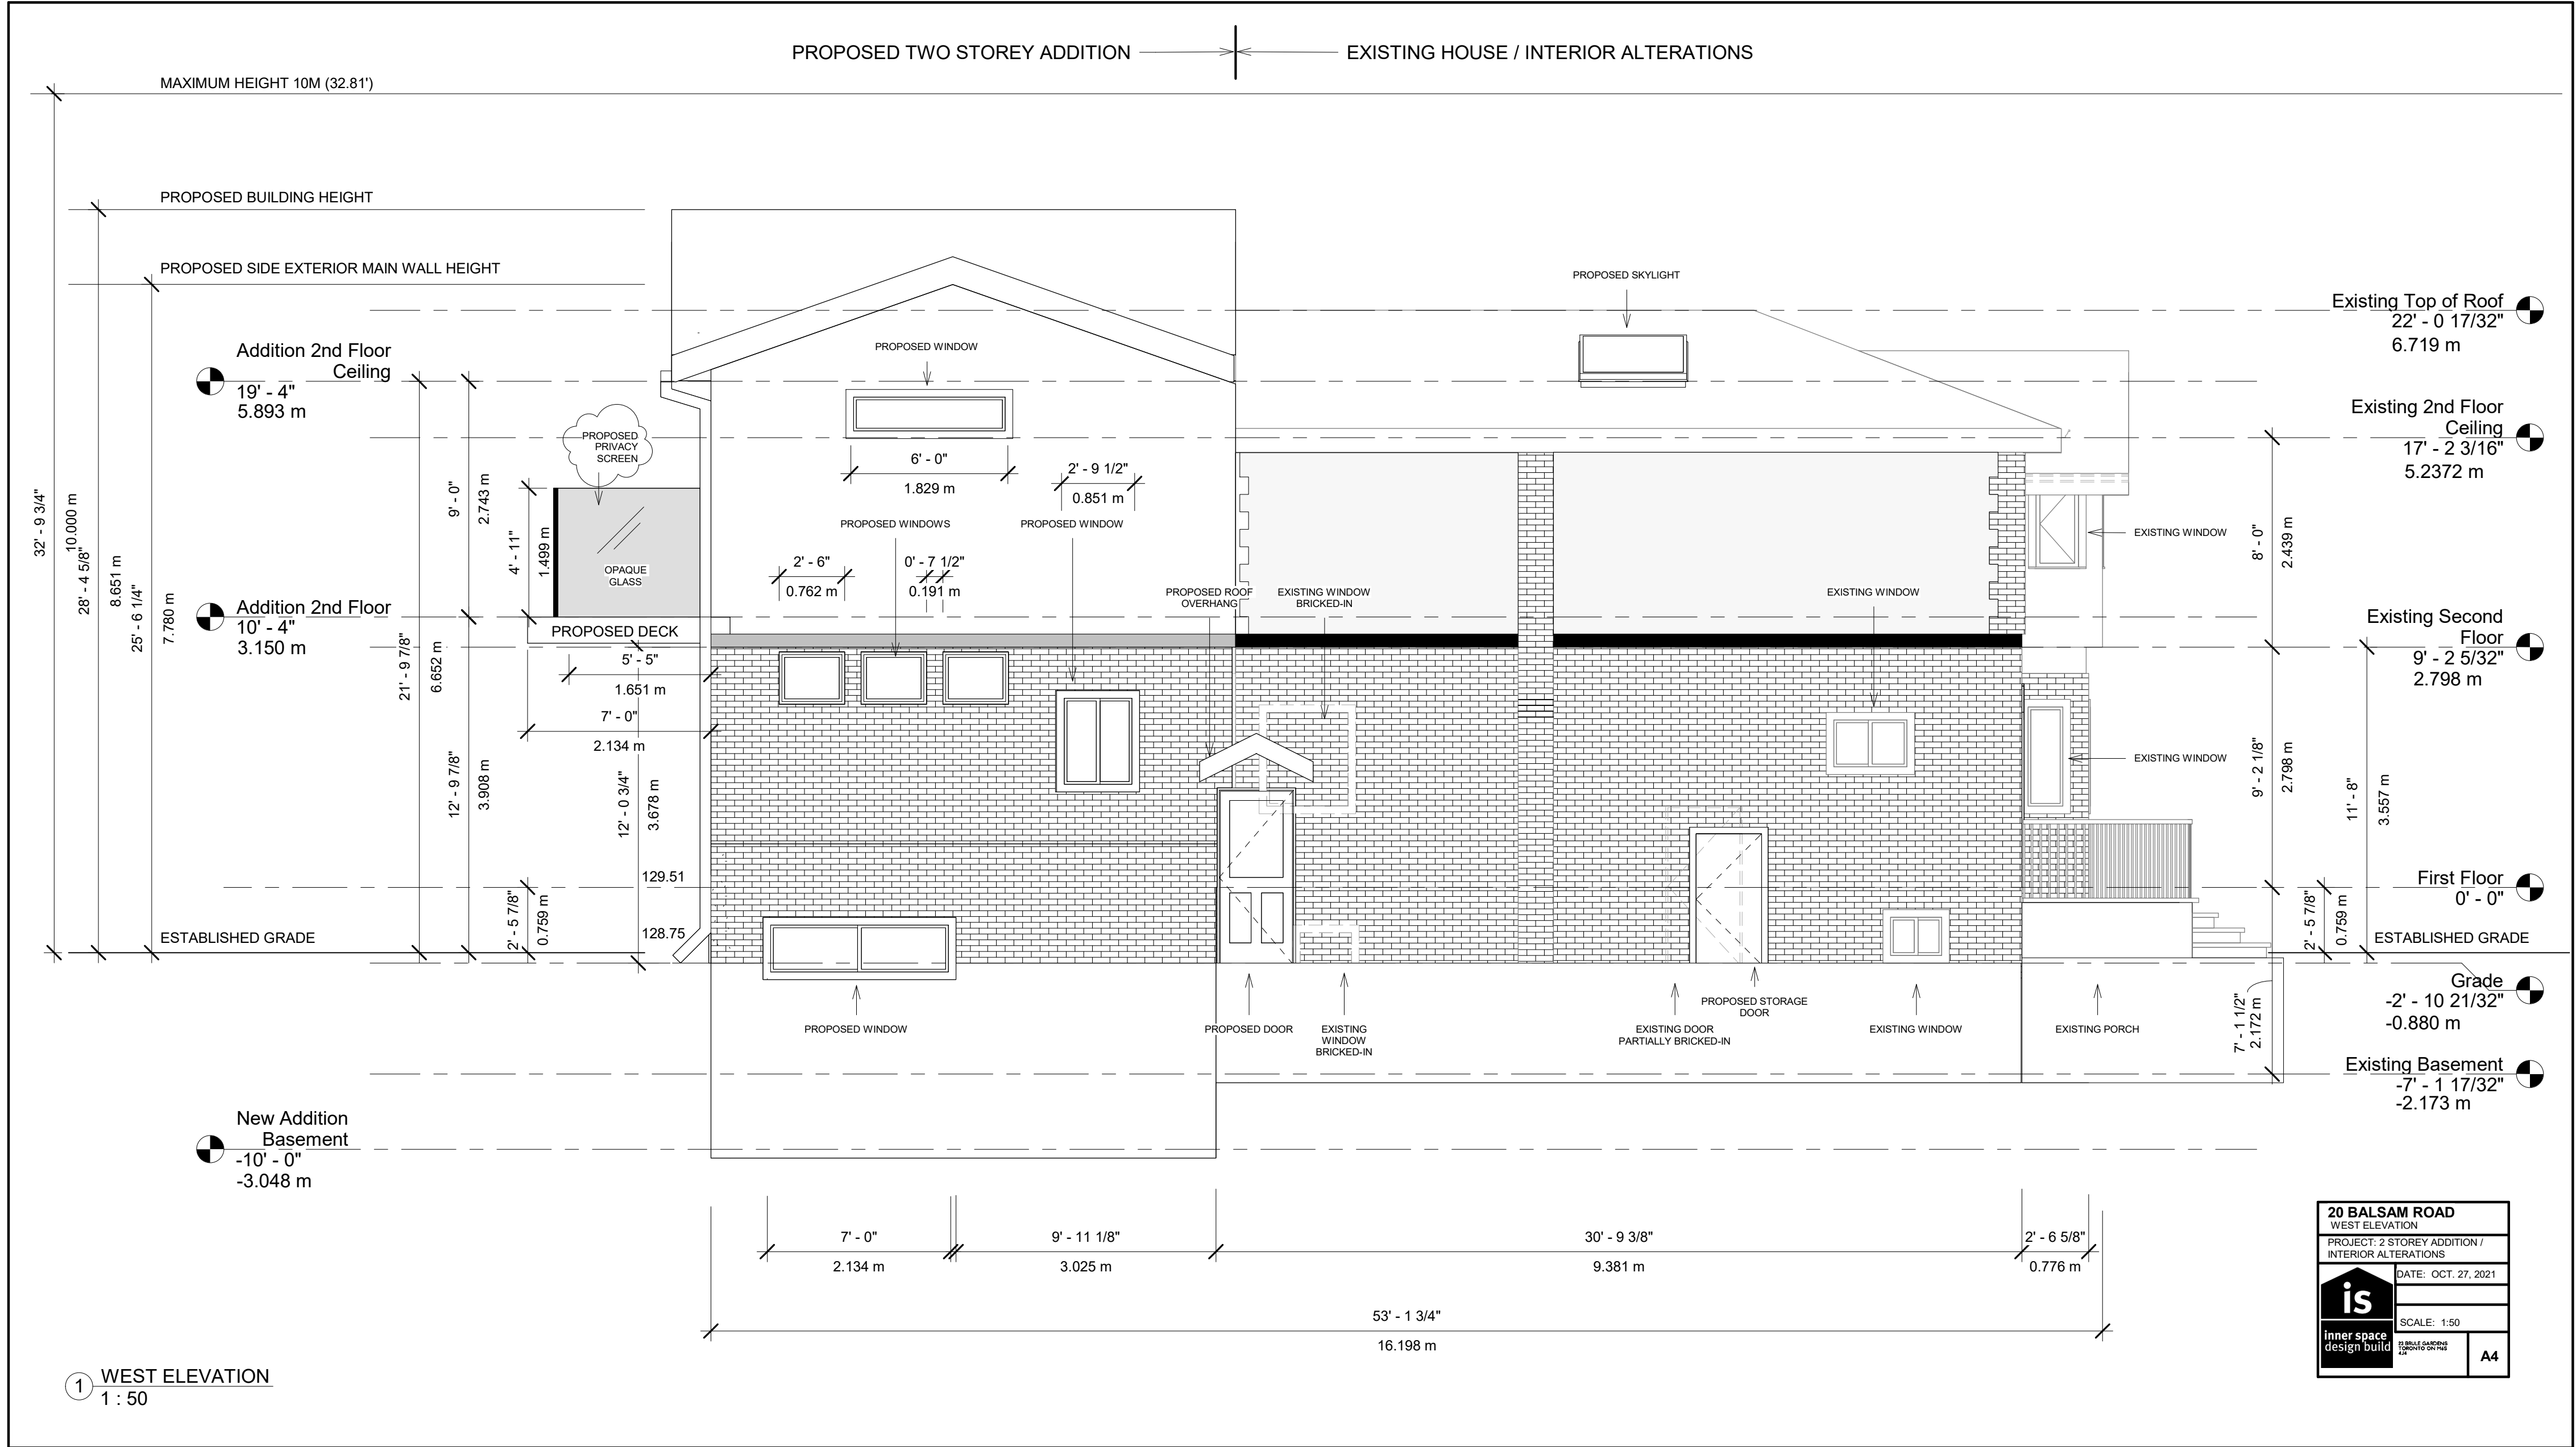 PROPOSED TWO STOREY ADDITION
EXISTING HOUSE / INTERIOR ALTERATIONS
MAXIMUM HEIGHT 10M (32.81')
PROPOSED BUILDING HEIGHT
PROPOSED SIDE EXTERIOR MAIN WALL HEIGHT
PROPOSED SKYLIGHT
Existing Top of Roof
22' - 0 17/32"
6.719 m
Addition 2nd Floor
Ceiling
19' - 4"
5.893 m
PROPOSED WINDOW
Existing 2nd Floor
Ceiling
17' - 2 3/16"
5.2372 m
PROPOSED
PRIVACY
SCREEN
6' - 0"
1.829 m
2' - 9 1/2"
0.851 m
32' - 9 3/4"
10.000 m
28' - 4 5/8"
8.651 m
25' - 6 1/4"
7.780 m
9' - 0"
2.743 m
4' - 11"
1.499 m
PROPOSED WINDOWS
PROPOSED WINDOW
EXISTING WINDOW
8' - 0"
2.439 m
OPAQUE
GLASS
2' - 6"
0.762 m
0' - 7 1/2"
0.191 m
PROPOSED ROOF
OVERHANG
EXISTING WINDOW
BRICKED-IN
EXISTING WINDOW
Addition 2nd Floor
10' - 4"
3.150 m
PROPOSED DECK
Existing Second
Floor
9' - 2 5/32"
2.798 m
21' - 9 7/8"
6.652 m
5' - 5"
1.651 m
7' - 0"
2.134 m
12' - 9 7/8"
3.908 m
12' - 0 3/4"
3.678 m
EXISTING WINDOW
9' - 2 1/8"
2.798 m
11' - 8"
3.557 m
129.51
128.75
2' - 5 7/8"
0.759 m
ESTABLISHED GRADE
First Floor
0' - 0"
2' - 5 7/8"
0.759 m
ESTABLISHED GRADE
Grade
-2' - 10 21/32"
-0.880 m
PROPOSED WINDOW
PROPOSED DOOR
EXISTING
WINDOW
BRICKED-IN
EXISTING DOOR
PARTIALLY BRICKED-IN
PROPOSED STORAGE
DOOR
EXISTING WINDOW
EXISTING PORCH
7' - 1 1/2"
2.172 m
Existing Basement
-7' - 1 17/32"
-2.173 m
New Addition
Basement
-10' - 0"
-3.048 m
7' - 0"
2.134 m
9' - 11 1/8"
3.025 m
30' - 9 3/8"
9.381 m
2' - 6 5/8"
0.776 m
53' - 1 3/4"
16.198 m
1
WEST ELEVATION
1 : 50
20 BALSAM ROAD
WEST ELEVATION
PROJECT: 2 STOREY ADDITION /
INTERIOR ALTERATIONS
DATE: OCT. 27, 2021
is
SCALE: 1:50
inner space
design build
22 BRULE GARDENS
TORONTO ON M6S
4J4
A4